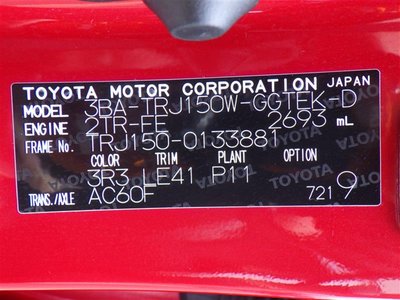 TOYOTA MOTOR CORPORATION JAPAN
MODEL 3BA-TRJ150W-GGTEK-D
ENGINE 2TR-FE 2693 mL
FRAME No. TRJ150-0133881
COLOR TRIM PLANT OPTION
3R3 LE41 P11
TRANS./AXLE AC60F 721 9